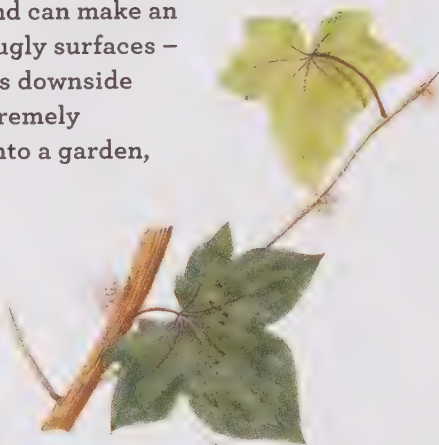 nd can make an
ugly surfaces –
s downside
remely
nto a garden,